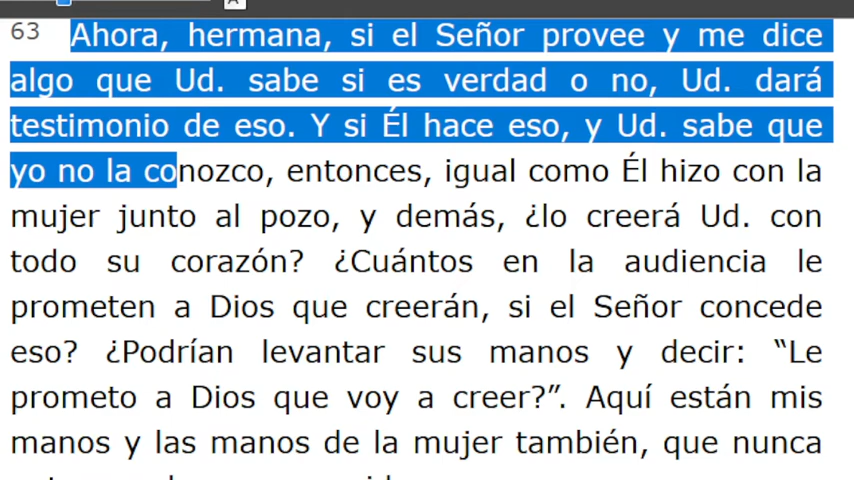 63 Ahora, hermana, si el Señor provee y me dice
algo que Ud. sabe si es verdad o no, Ud. dará
testimonio de eso. Y si Él hace eso, y Ud. sabe que
yo no la conozco, entonces, igual como Él hizo con la
mujer junto al pozo, y demás, ¿lo creerá Ud. con
todo su corazón? ¿Cuántos en la audiencia le
prometen a Dios que creerán, si el Señor concede
eso? ¿Podrían levantar sus manos y decir: “Le
prometo a Dios que voy a creer?”. Aquí están mis
manos y las manos de la mujer también, que nunca